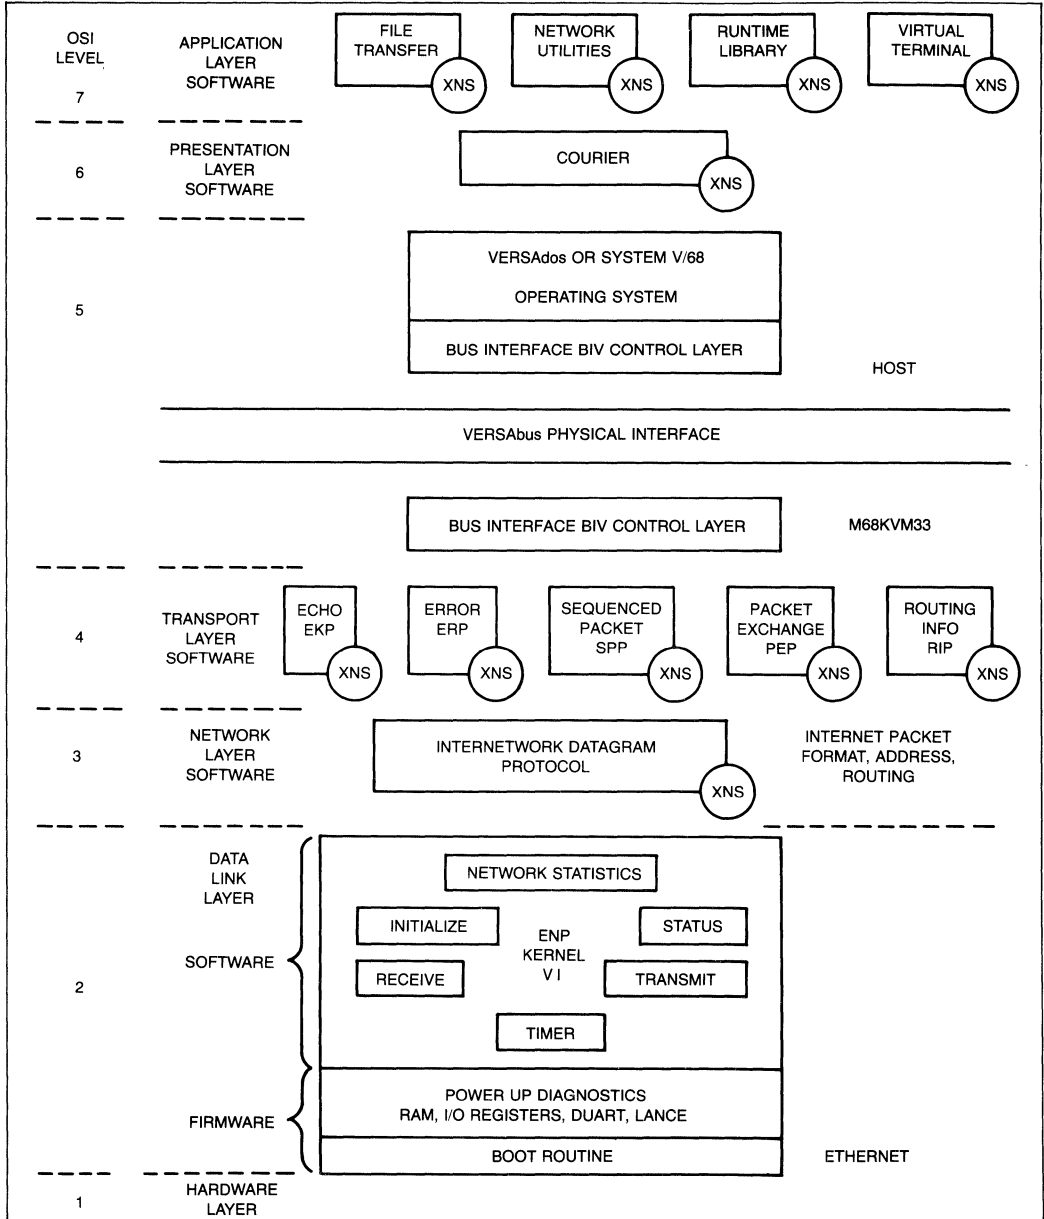 OSI
LEVEL
7
APPLICATION
LAYER
SOFTWARE
FILE
TRANSFER
XNS
NETWORK
UTILITIES
XNS
RUNTIME
LIBRARY
XNS
VIRTUAL
TERMINAL
XNS
6
PRESENTATION
LAYER
SOFTWARE
COURIER
XNS
5
VERSAdos OR SYSTEM V/68
OPERATING SYSTEM
BUS INTERFACE BIV CONTROL LAYER
HOST
VERSAbus PHYSICAL INTERFACE
BUS INTERFACE BIV CONTROL LAYER
M68KVM33
4
TRANSPORT
LAYER
SOFTWARE
ECHO
EKP
XNS
ERROR
ERP
XNS
SEQUENCED
PACKET
SPP
XNS
PACKET
EXCHANGE
PEP
XNS
ROUTING
INFO
RIP
XNS
3
NETWORK
LAYER
SOFTWARE
INTERNETWORK DATAGRAM
PROTOCOL
XNS
INTERNET PACKET
FORMAT, ADDRESS,
ROUTING
2
DATA
LINK
LAYER
SOFTWARE
NETWORK STATISTICS
INITIALIZE
ENP
KERNEL
V I
STATUS
RECEIVE
TRANSMIT
TIMER
FIRMWARE
POWER UP DIAGNOSTICS
RAM, I/O REGISTERS, DUART, LANCE
BOOT ROUTINE
ETHERNET
1
HARDWARE
LAYER